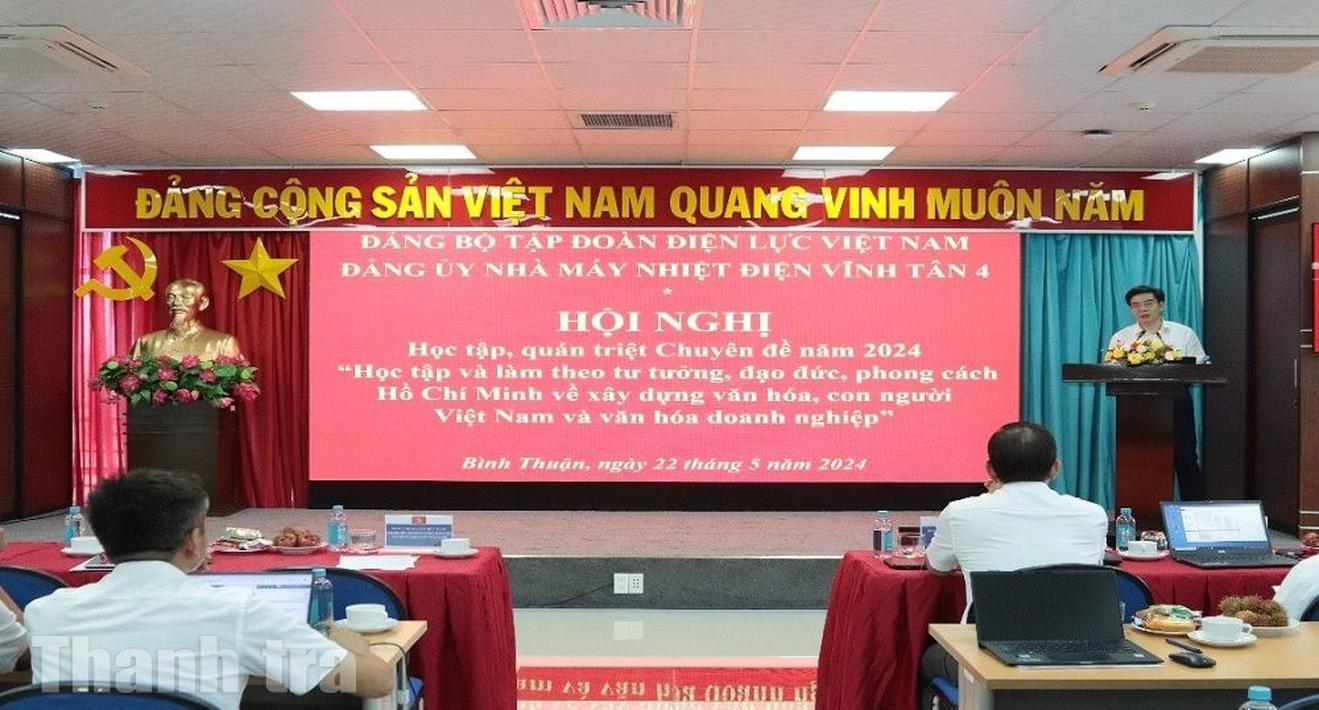 ĐẢNG CỘNG SẢN VIỆT NAM QUANG VINH MUÔN NĂM
ĐẢNG BỘ TẬP ĐOÀN ĐIỆN LỰC VIỆT NAM
ĐẢNG ỦY NHÀ MÁY NHIỆT ĐIỆN VĨNH TÂN 4
*
HỘI NGHỊ
Học tập, quán triệt Chuyên đề năm 2024
“Học tập và làm theo tư tưởng, đạo đức, phong cách
Hồ Chí Minh về xây dựng văn hóa, con người
Việt Nam và văn hóa doanh nghiệp”
Bình Thuận, ngày 22 tháng 5 năm 2024
Thanh tra